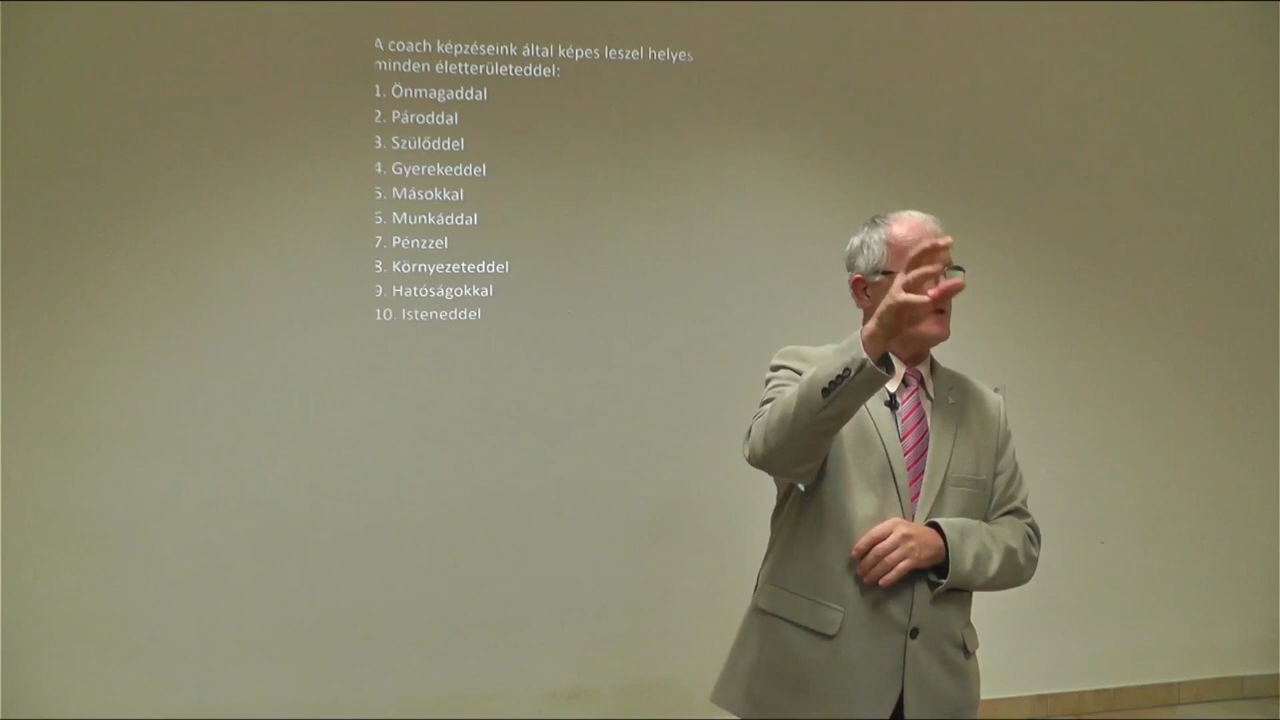 A coach képzéseink által képes leszel helyes
minden életterületeddel:
1. Önmagaddal
2. Pároddal
3. Szülőddel
4. Gyerekeddel
5. Másokkal
6. Munkáddal
7. Pénzzel
8. Környezeteddel
9. Hatóságokkal
10. Isteneddel